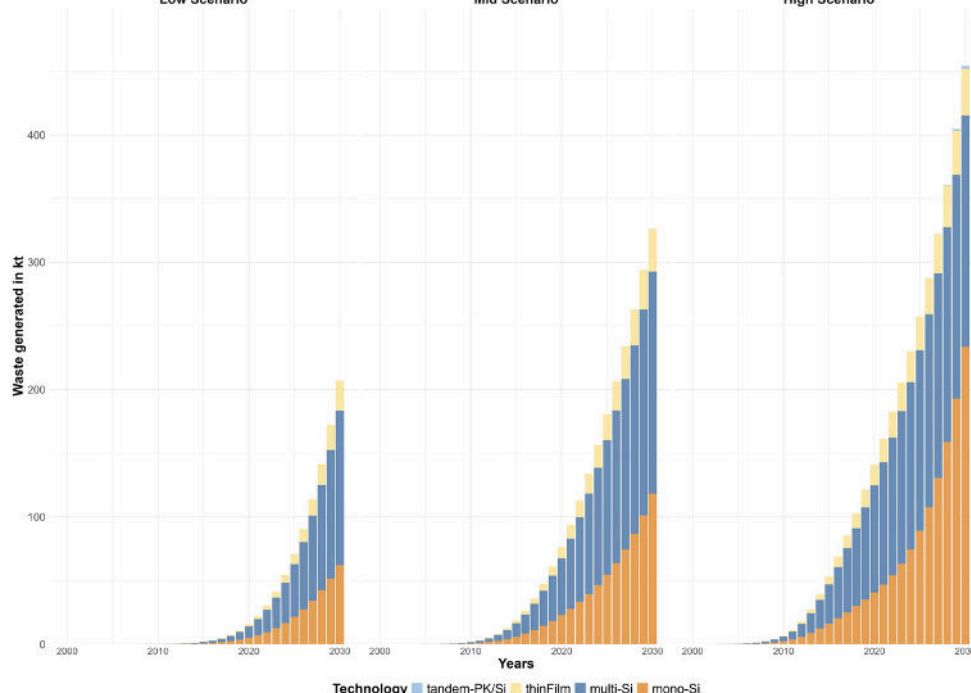 Low Scenario Mid Scenario High Scenario
400
300
200
100
0
2000 2010 2020 2030 2000 2010 2020 2030 2000 2010 2020 2030
Waste generated in kt
Years
Technology tandem-PK/Si thinFilm multi-Si mono-Si